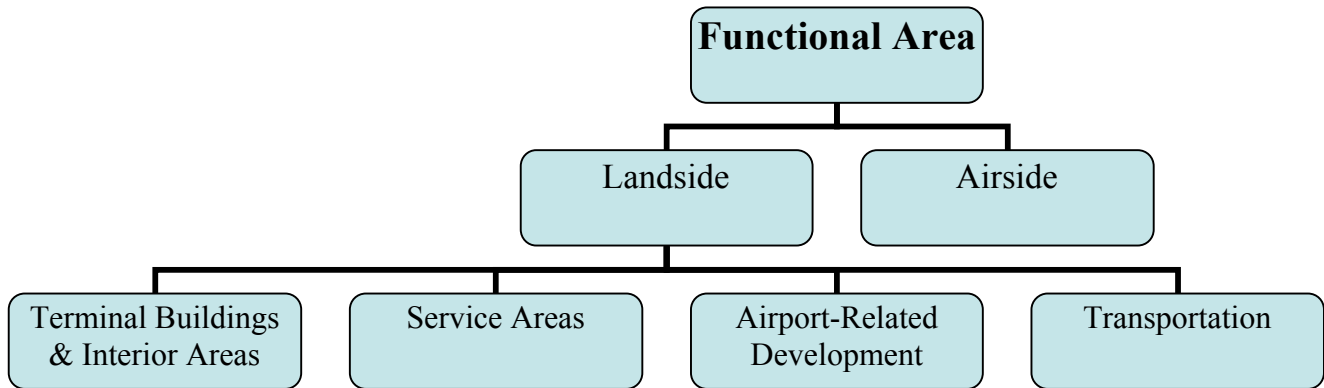 Functional Area
Landside
Airside
Terminal Buildings
& Interior Areas
Service Areas
Airport-Related
Development
Transportation